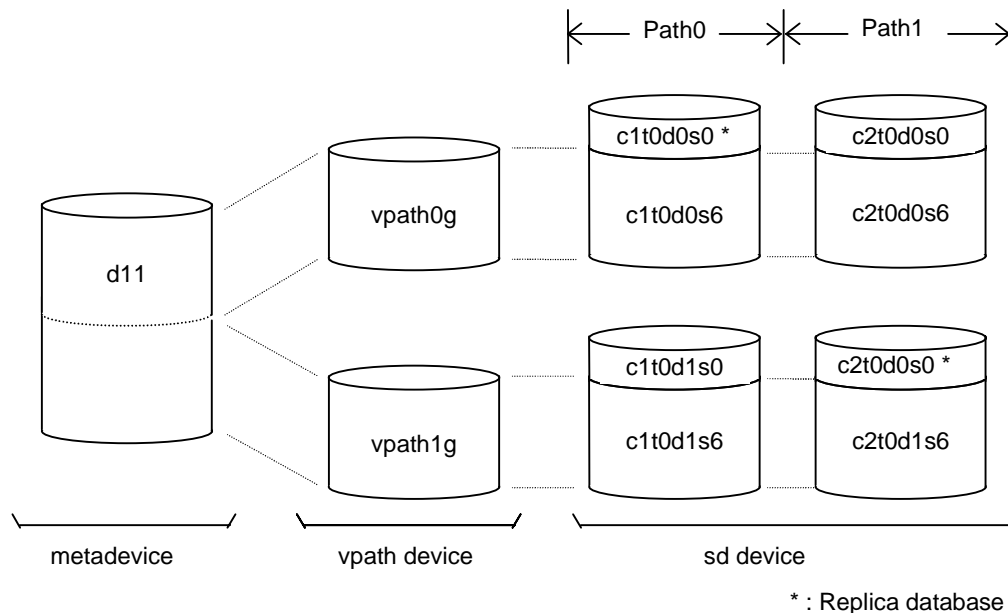 Path0 Path1
c1t0d0s0 * c2t0d0s0
vpath0g c1t0d0s6 c2t0d0s6
d11
c1t0d1s0 c2t0d0s0 *
vpath1g c1t0d1s6 c2t0d1s6
metadevice vpath device sd device
* : Replica database